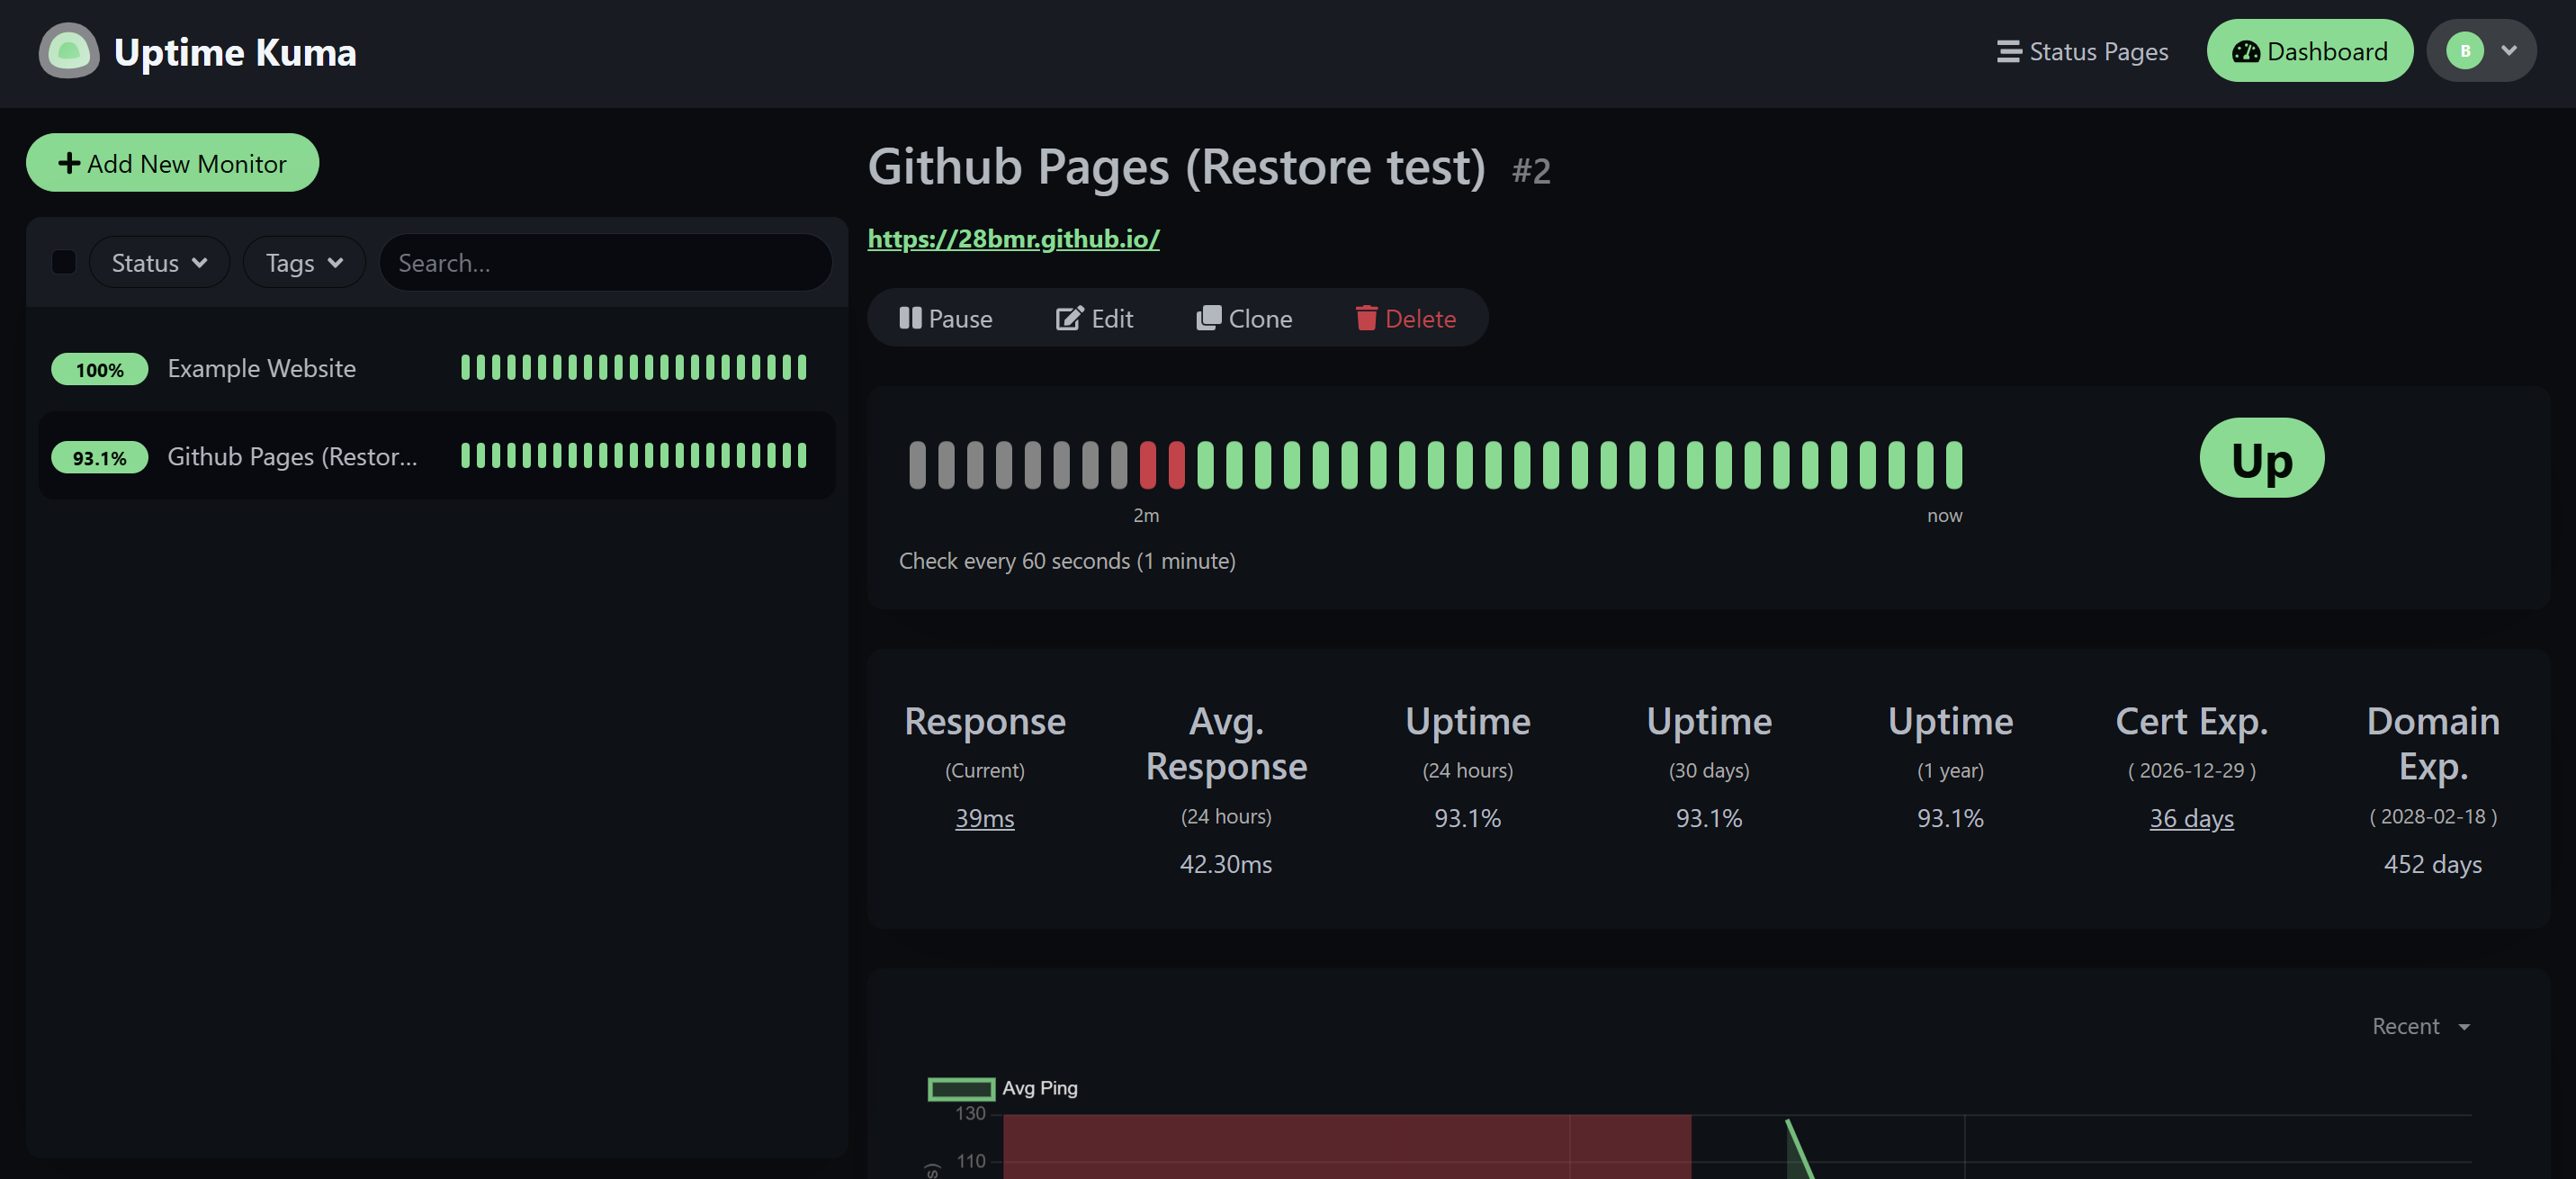 Uptime Kuma
Status Pages
Dashboard
B
Add New Monitor
Status
Tags
Search...
100%
Example Website
93.1%
Github Pages (Restor...
Github Pages (Restore test) #2
https://28bmr.github.io/
Pause
Edit
Clone
Delete
2m
now
Up
Check every 60 seconds (1 minute)
Response
(Current)
39ms
Avg.
Response
(24 hours)
42.30ms
Uptime
(24 hours)
93.1%
Uptime
(30 days)
93.1%
Uptime
(1 year)
93.1%
Cert Exp.
( 2026-12-29 )
36 days
Domain
Exp.
( 2028-02-18 )
452 days
Recent
Avg Ping
130
110